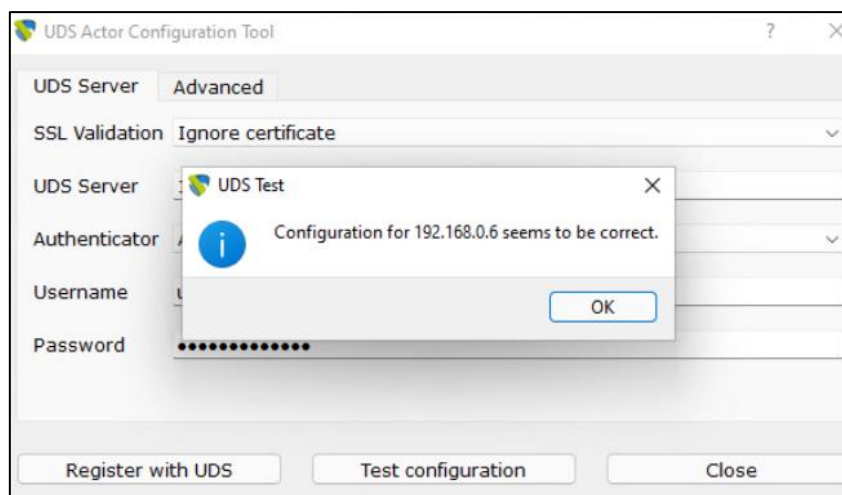 UDS Actor Configuration Tool ?
UDS Server Advanced
SSL Validation Ignore certificate
UDS Test
UDS Server
Configuration for 192.168.0.6 seems to be correct.
Authenticator
OK
Username
Password ●●●●●●●●●●●●●
Register with UDS Test configuration Close